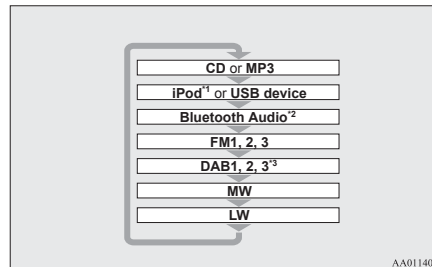 CD or MP3
iPod*1 or USB device
Bluetooth Audio*2
FM1, 2, 3
DAB1, 2, 3*3
MW
LW
AA01140